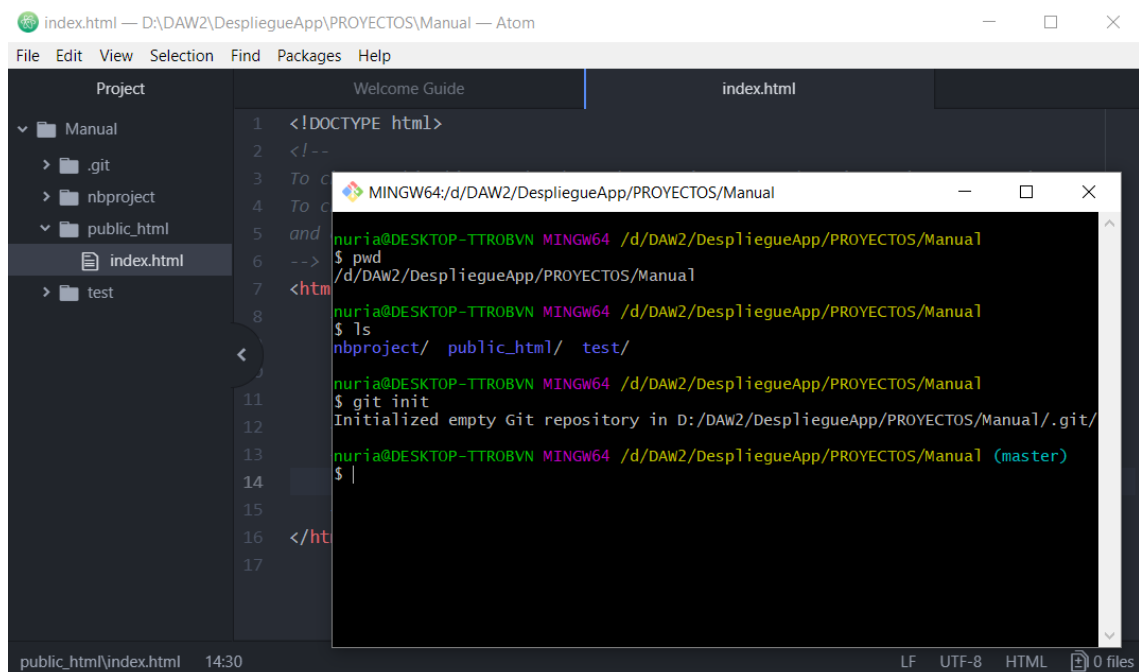 index.html — D:\DAW2\DespliegueApp\PROYECTOS\Manual — Atom
File Edit View Selection Find Packages Help
Project
Welcome Guide
index.html
Manual
.git
nbproject
public_html
index.html
test
1 <!DOCTYPE html>
2 <!--
3 To c
4 To c
5 and
6 -->
7 <htm
8
11
12
13
14
15
16 </ht
17
MINGW64:/d/DAW2/DespliegueApp/PROYECTOS/Manual
nuria@DESKTOP-TTROBVN MINGW64 /d/DAW2/DespliegueApp/PROYECTOS/Manual
$ pwd
/d/DAW2/DespliegueApp/PROYECTOS/Manual
nuria@DESKTOP-TTROBVN MINGW64 /d/DAW2/DespliegueApp/PROYECTOS/Manual
$ ls
nbproject/ public_html/ test/
nuria@DESKTOP-TTROBVN MINGW64 /d/DAW2/DespliegueApp/PROYECTOS/Manual
$ git init
Initialized empty Git repository in D:/DAW2/DespliegueApp/PROYECTOS/Manual/.git/
nuria@DESKTOP-TTROBVN MINGW64 /d/DAW2/DespliegueApp/PROYECTOS/Manual (master)
$
public_html\index.html 14:30
LF UTF-8 HTML 0 files